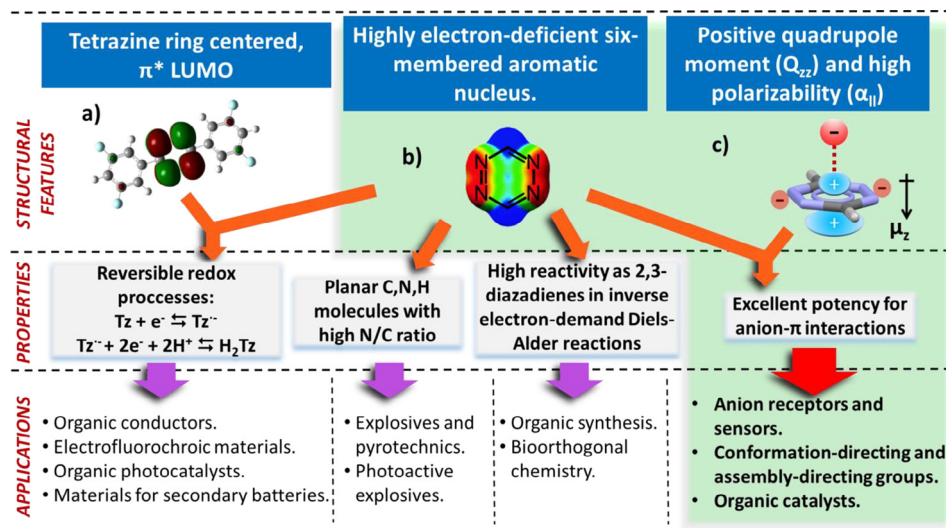 Tetrazine ring centered,
π* LUMO
Highly electron-deficient six-
membered aromatic
nucleus.
Positive quadrupole
moment (Qzz) and high
polarizability (αll)
STRUCTURAL
FEATURES
a)
b)
N
N
N
N
c)
−
+
−
−
+
μz
PROPERTIES
Reversible redox
proccesses:
Tz + e- ⇆ Tz·-
Tz·- + 2e- + 2H+ ⇆ H2Tz
Planar C,N,H
molecules with
high N/C ratio
High reactivity as 2,3-
diazadienes in inverse
electron-demand Diels-
Alder reactions
Excellent potency for
anion-π interactions
APPLICATIONS
• Organic conductors.
• Electrofluorochroric materials.
• Organic photocatalysts.
• Materials for secondary batteries.
• Explosives and
pyrotechnics.
• Photoactive
explosives.
• Organic synthesis.
• Bioorthogonal
chemistry.
• Anion receptors and
sensors.
• Conformation-directing and
assembly-directing groups.
• Organic catalysts.